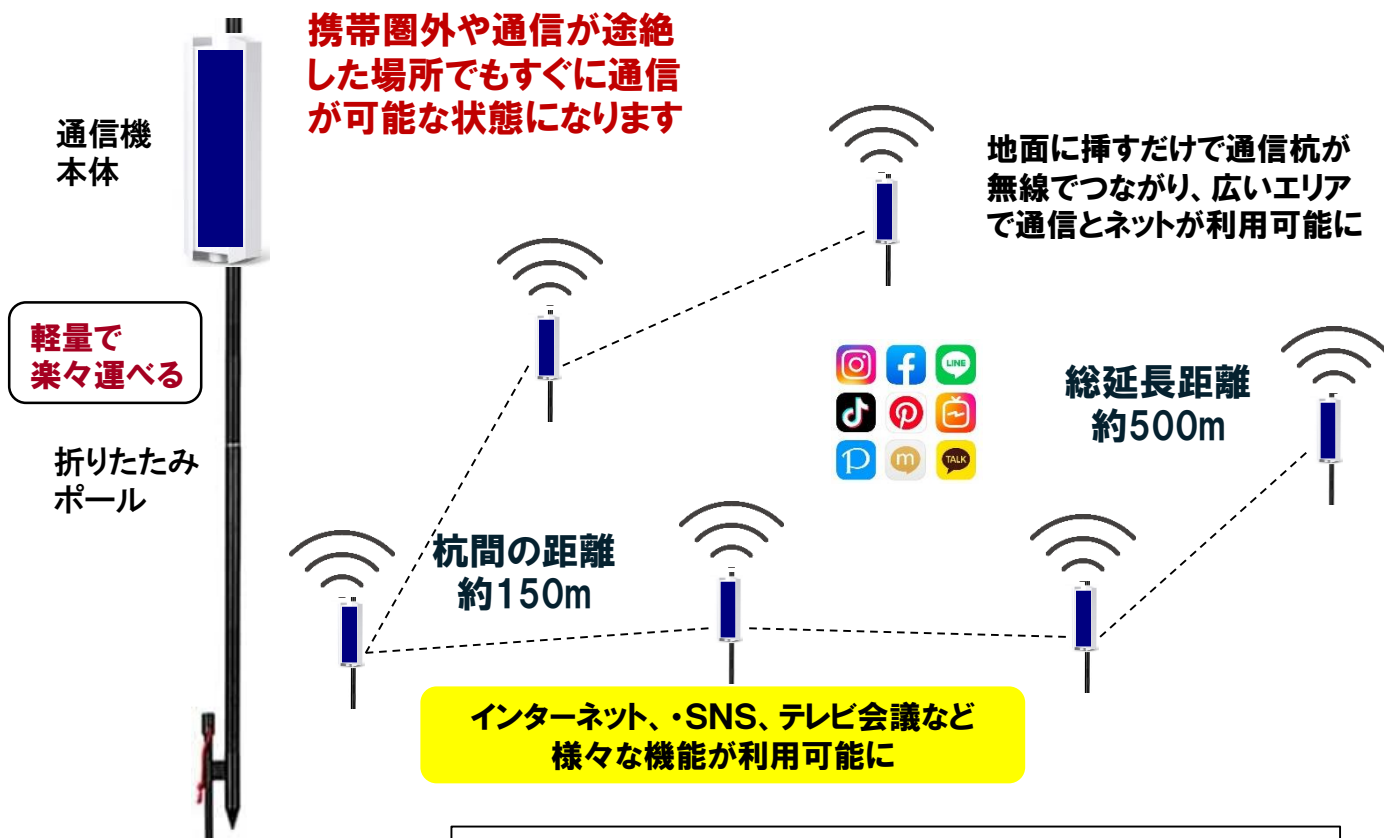 携帯圏外や通信が途絶
した場所でもすぐに通信
が可能な状態になります
通信機
本体
地面に挿すだけで通信杭が
無線でつながり、広いエリア
で通信とネットが利用可能に
軽量で
楽々運べる
LINE
TALK
総延長距離
約500m
折りたたみ
ポール
杭間の距離
約150m
インターネット、・SNS、テレビ会議など
様々な機能が利用可能に